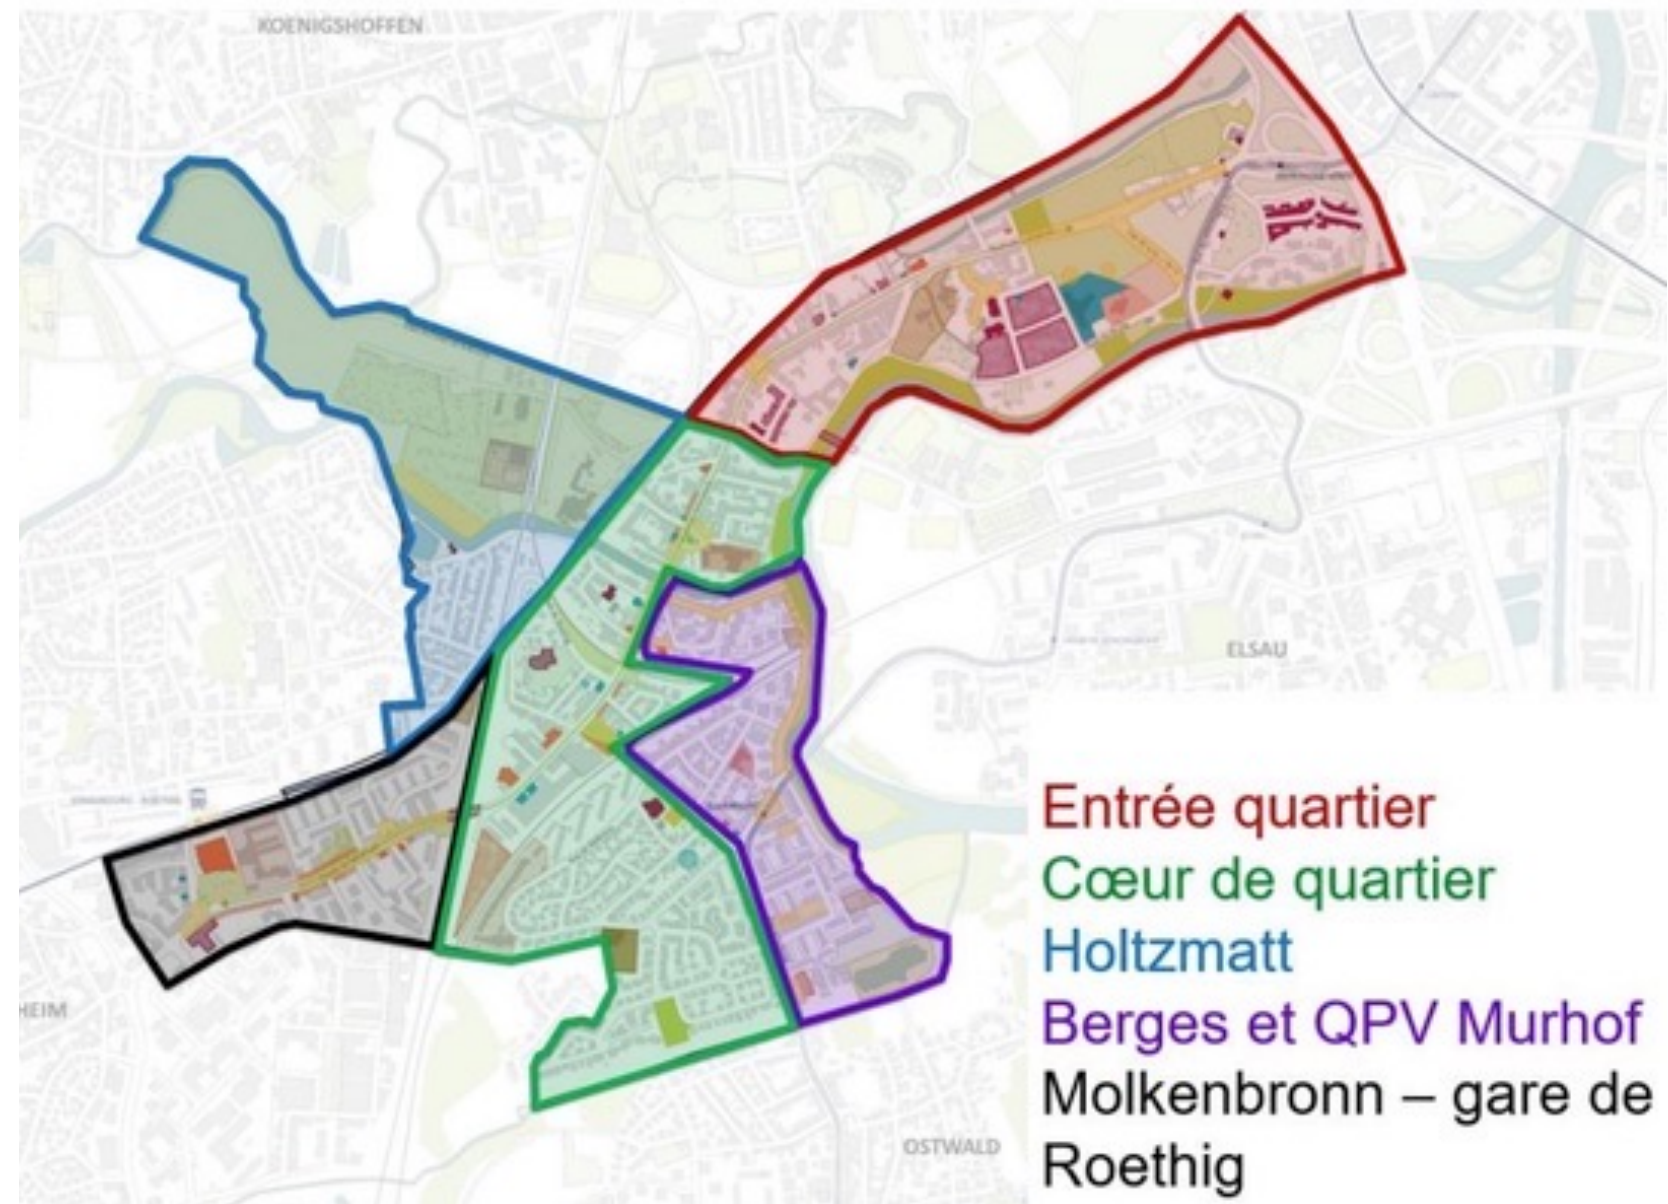 KOENIGSHOFFEN
ELSAU
HEIM
OSTWALD
Entrée quartier
Cœur de quartier
Holtzmatt
Berges et QPV Murhof
Molkenbronn – gare de
Roethig